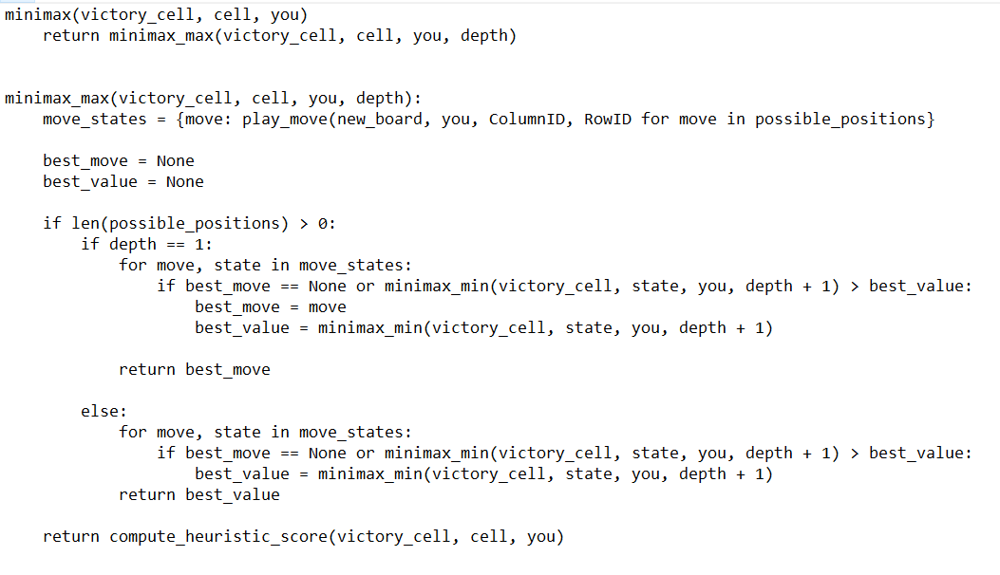 minimax(victory_cell, cell, you)
    return minimax_max(victory_cell, cell, you, depth)
minimax_max(victory_cell, cell, you, depth):
    move_states = {move: play_move(new_board, you, ColumnID, RowID for move in possible_positions}
    best_move = None
    best_value = None
    if len(possible_positions) > 0:
        if depth == 1:
            for move, state in move_states:
                if best_move == None or minimax_min(victory_cell, state, you, depth + 1) > best_value:
                    best_move = move
                    best_value = minimax_min(victory_cell, state, you, depth + 1)
            return best_move
        else:
            for move, state in move_states:
                if best_move == None or minimax_min(victory_cell, state, you, depth + 1) > best_value:
                    best_value = minimax_min(victory_cell, state, you, depth + 1)
            return best_value
    return compute_heuristic_score(victory_cell, cell, you)